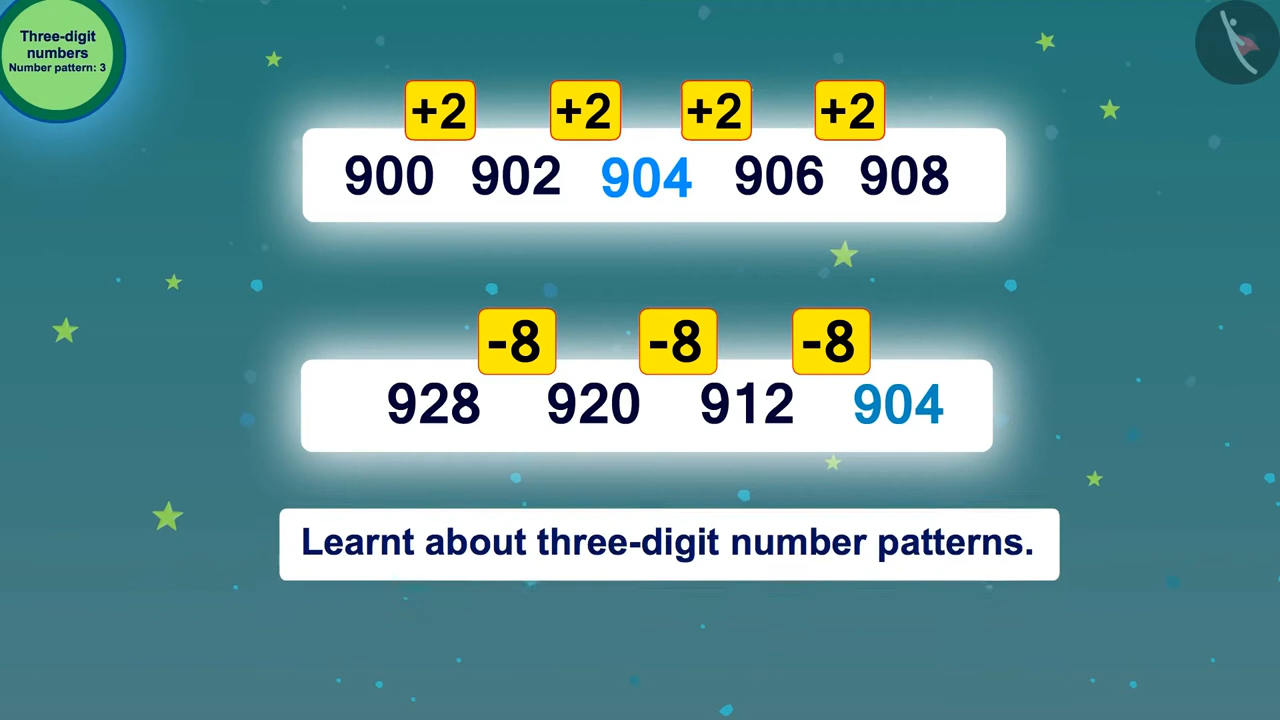 Three-digit
numbers
Number pattern: 3
+2 +2 +2 +2
900 902 904 906 908
-8 -8 -8
928 920 912 904
Learnt about three-digit number patterns.